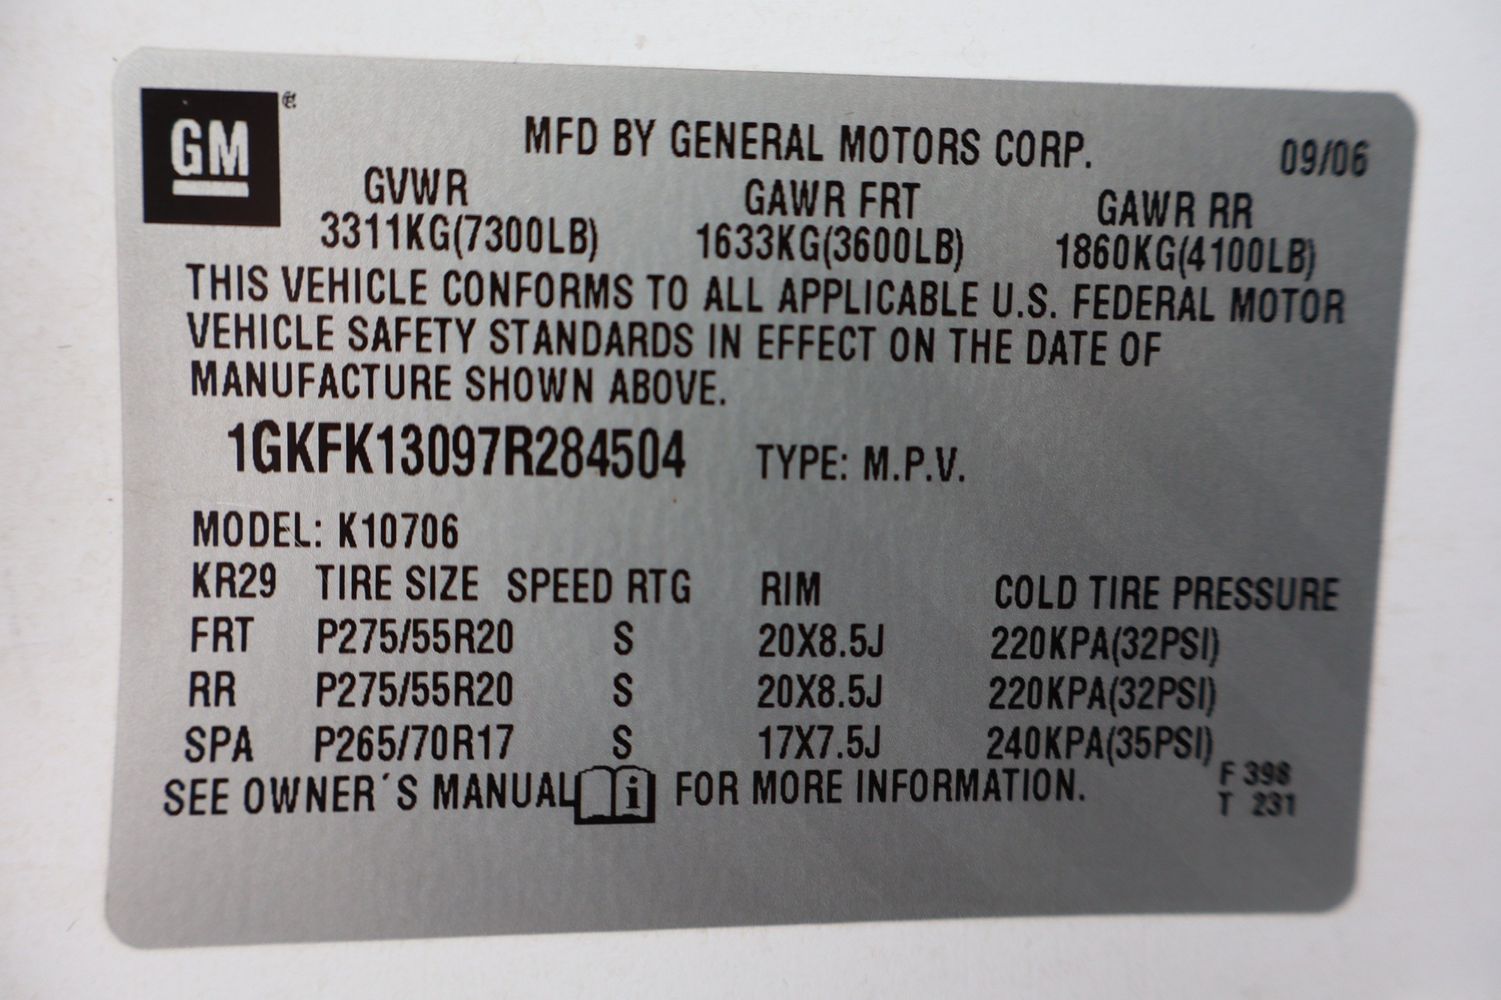 GM
MFD BY GENERAL MOTORS CORP. 09/06
GVWR GAWR FRT GAWR RR
3311KG(7300LB) 1633KG(3600LB) 1860KG(4100LB)
THIS VEHICLE CONFORMS TO ALL APPLICABLE U.S. FEDERAL MOTOR
VEHICLE SAFETY STANDARDS IN EFFECT ON THE DATE OF
MANUFACTURE SHOWN ABOVE.
1GKFK13097R284504 TYPE: M.P.V.
MODEL: K10706
KR29 TIRE SIZE SPEED RTG RIM COLD TIRE PRESSURE
FRT P275/55R20 S 20X8.5J 220KPA(32PSI)
RR P275/55R20 S 20X8.5J 220KPA(32PSI)
SPA P265/70R17 S 17X7.5J 240KPA(35PSI)
SEE OWNER´S MANUAL i FOR MORE INFORMATION.
F 398
T 231